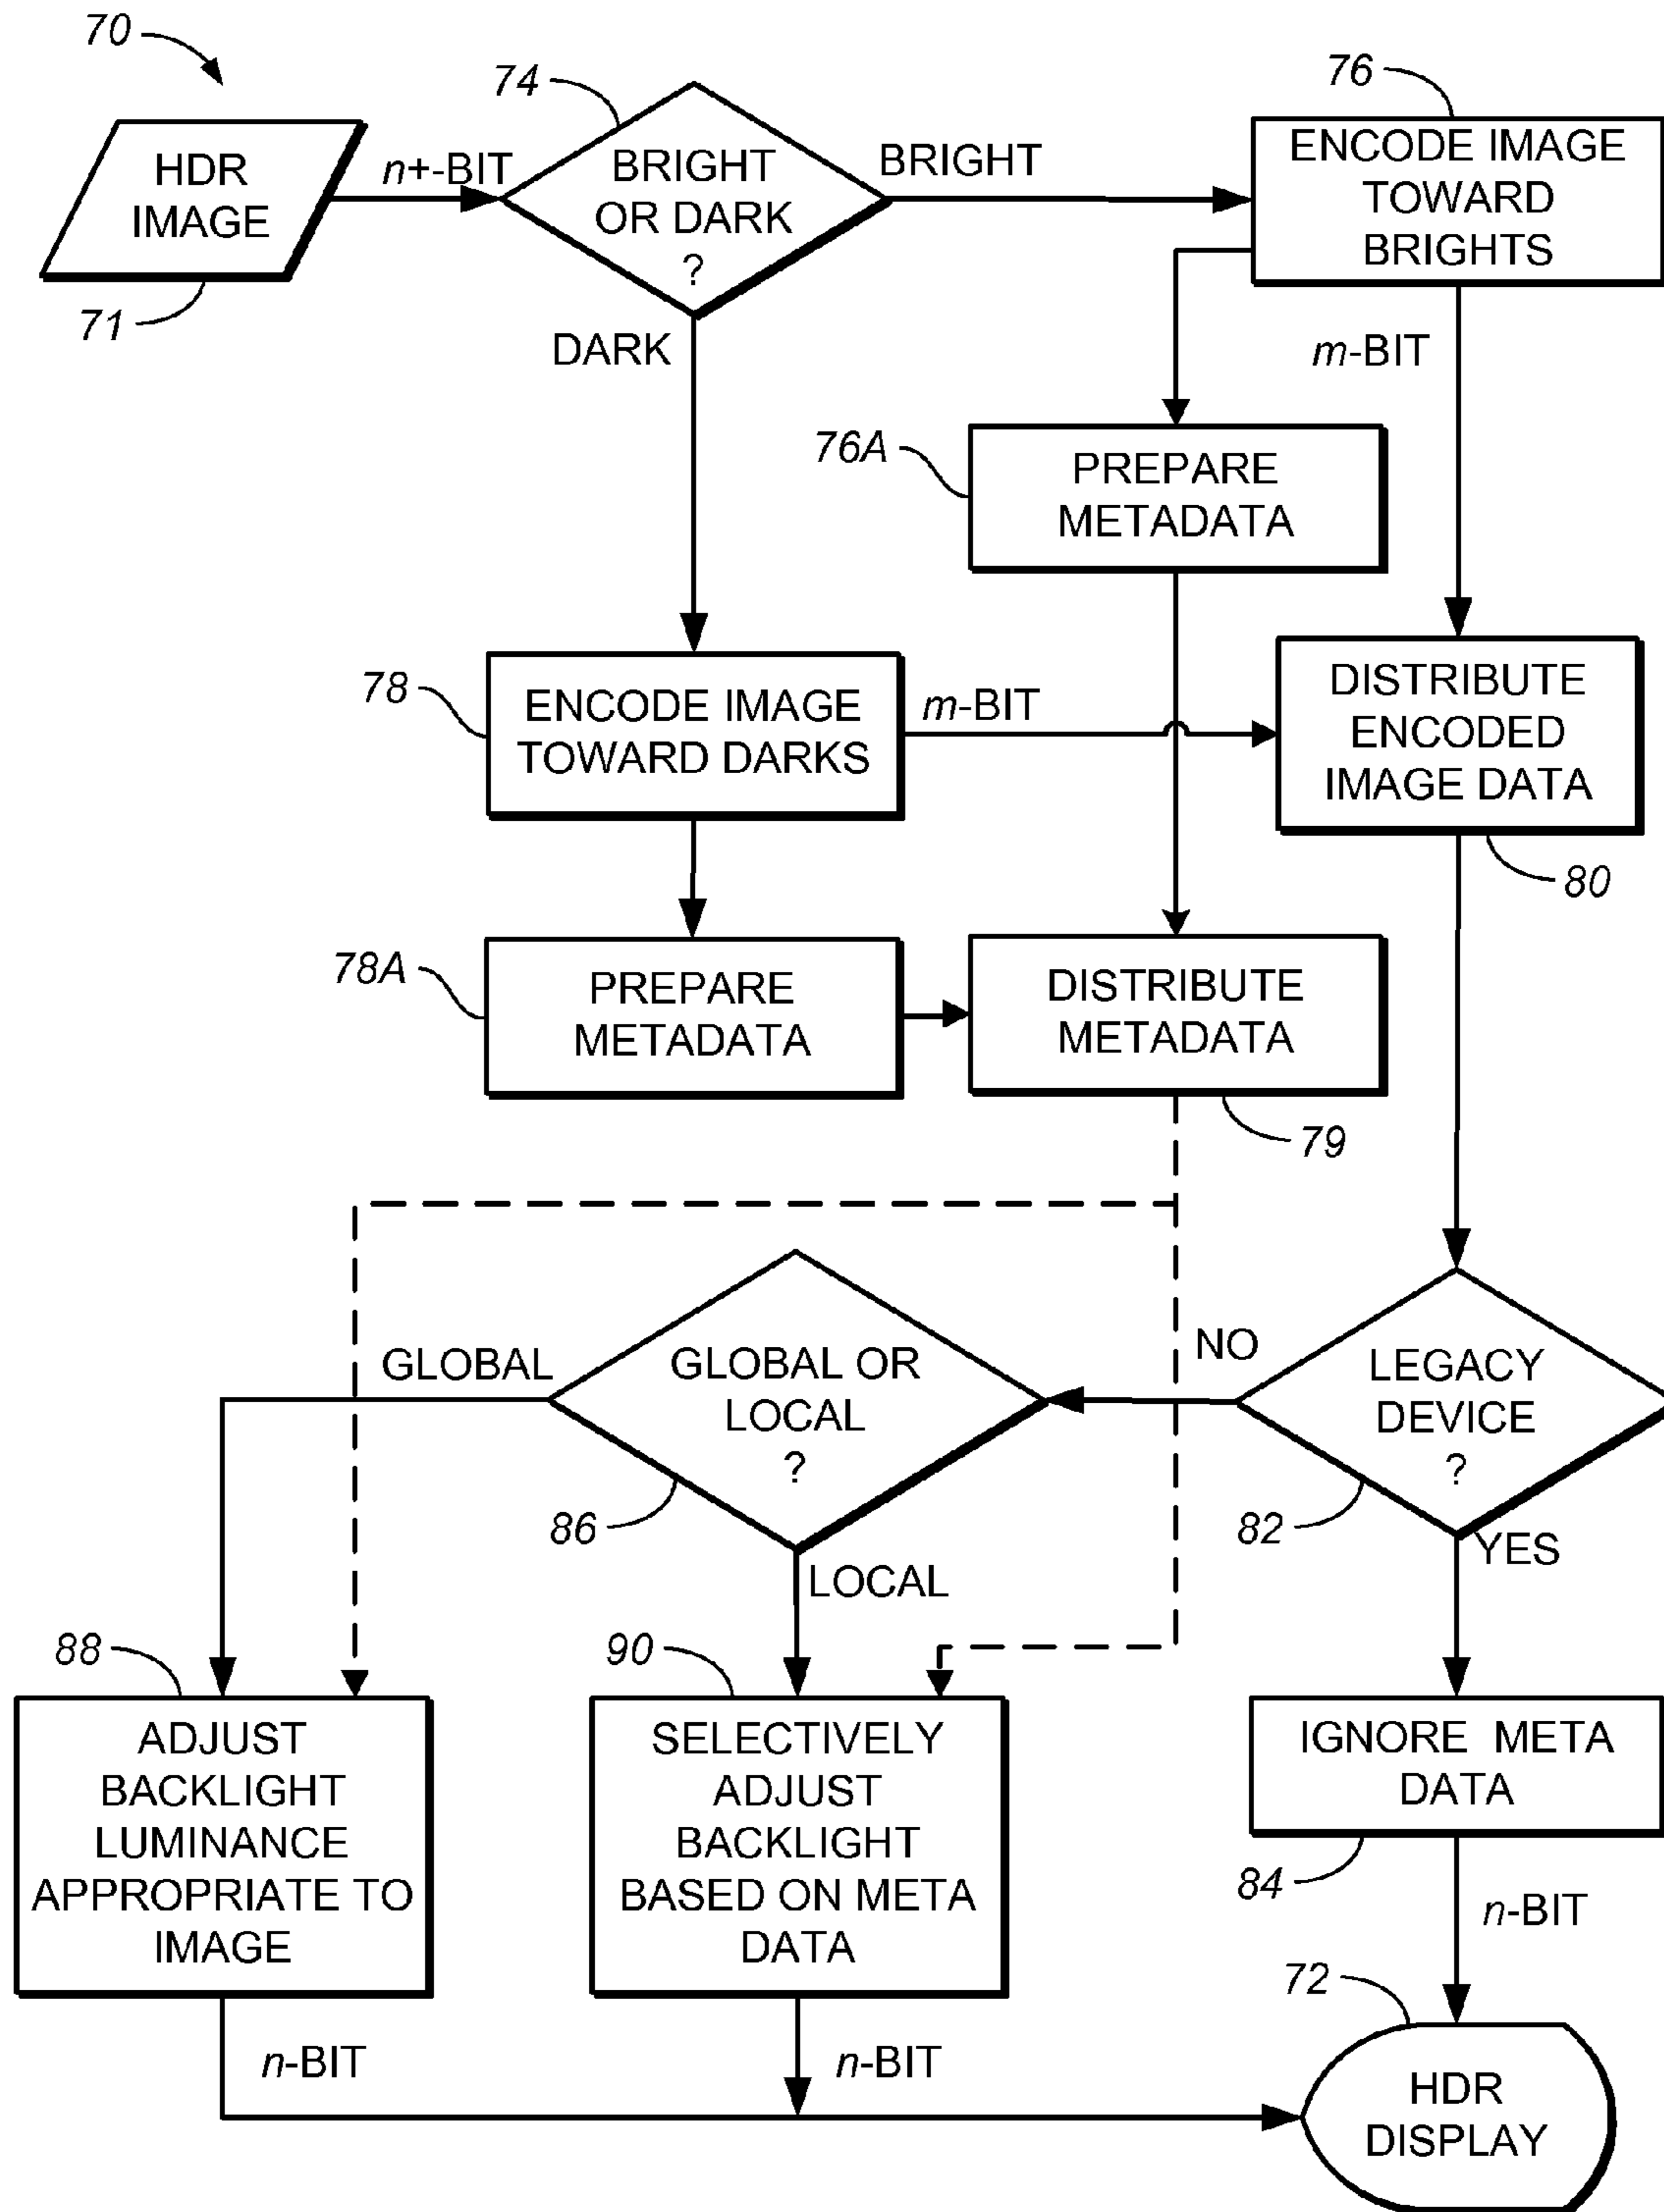 70
74
76
HDR
IMAGE
n+-BIT
BRIGHT
OR DARK
?
BRIGHT
ENCODE IMAGE
TOWARD
BRIGHTS
71
DARK
m-BIT
76A
PREPARE
METADATA
78
ENCODE IMAGE
TOWARD DARKS
m-BIT
DISTRIBUTE
ENCODED
IMAGE DATA
80
78A
PREPARE
METADATA
DISTRIBUTE
METADATA
79
GLOBAL
GLOBAL OR
LOCAL
?
NO
LEGACY
DEVICE
?
86
82
YES
LOCAL
88
90
ADJUST
BACKLIGHT
LUMINANCE
APPROPRIATE TO
IMAGE
SELECTIVELY
ADJUST
BACKLIGHT
BASED ON META
DATA
IGNORE META
DATA
84
n-BIT
72
n-BIT
n-BIT
HDR
DISPLAY